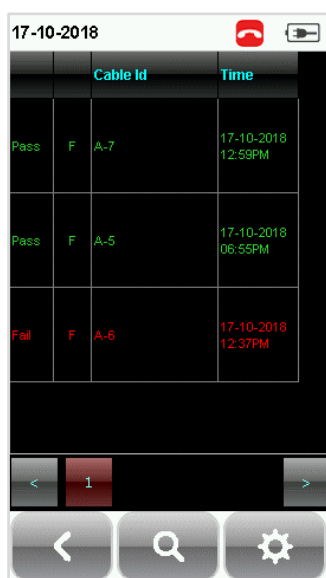 17-10-2018
Cable Id Time
Pass F A-7 17-10-2018
12:59PM
Pass F A-5 17-10-2018
06:55PM
Fail F A-6 17-10-2018
12:37PM
< 1 >